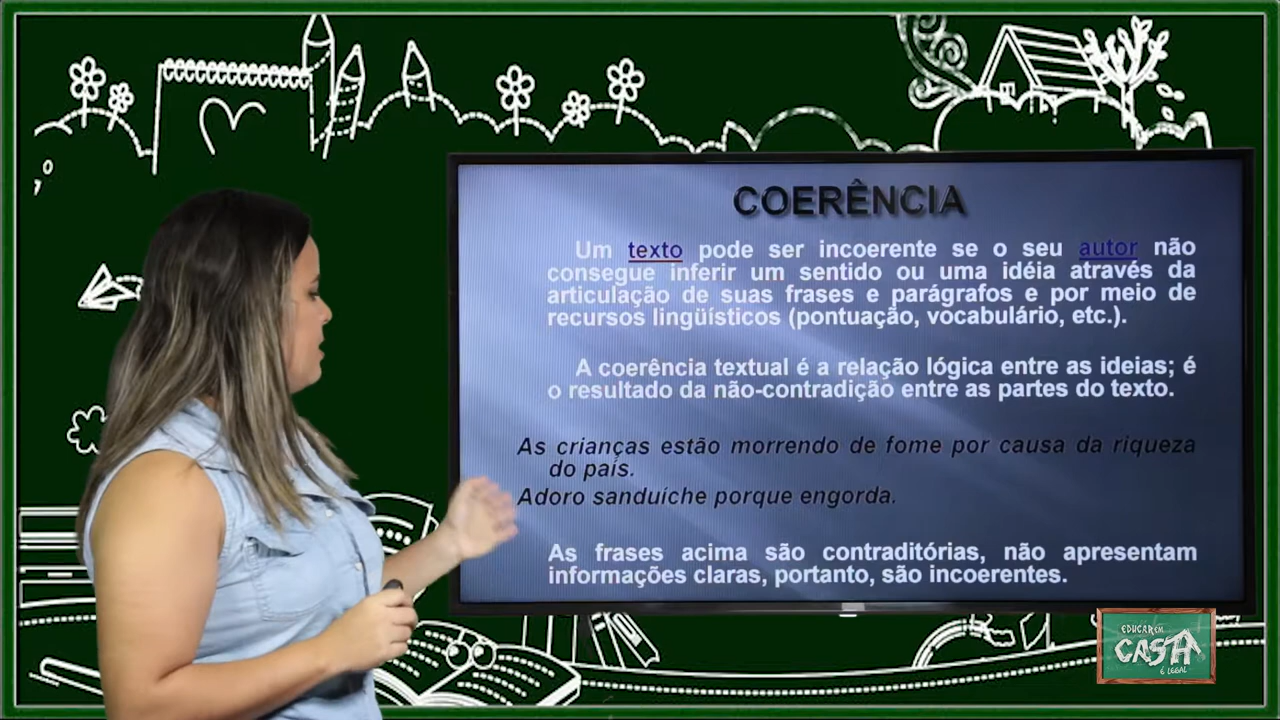 COERÊNCIA
Um texto pode ser incoerente se o seu autor não
consegue inferir um sentido ou uma idéia através da
articulação de suas frases e parágrafos e por meio de
recursos lingüísticos (pontuação, vocabulário, etc.).
A coerência textual é a relação lógica entre as ideias; é
o resultado da não-contradição entre as partes do texto.
As crianças estão morrendo de fome por causa da riqueza
do país.
Adoro sanduíche porque engorda.
As frases acima são contraditórias, não apresentam
informações claras, portanto, são incoerentes.
EDUCAR EM
CASA
É LEGAL